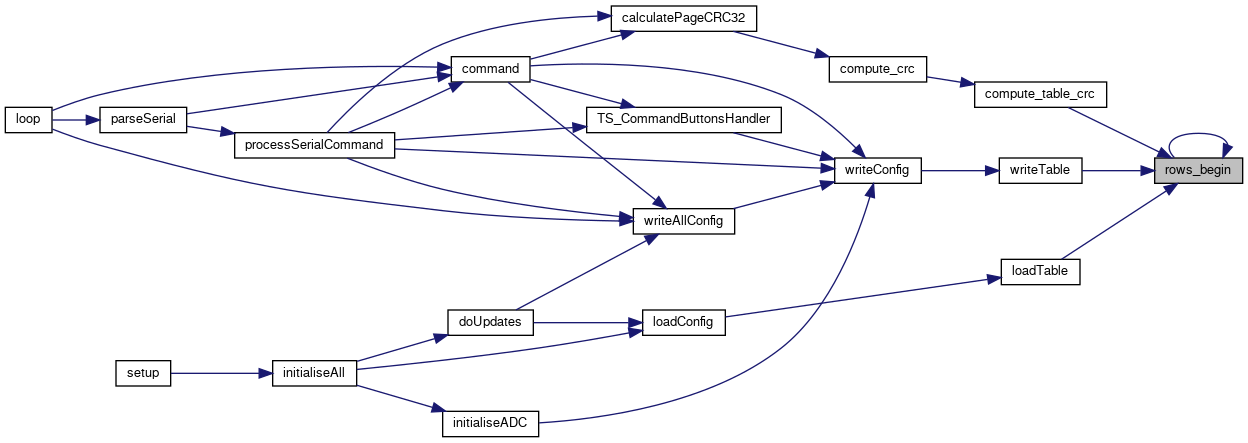 calculatePageCRC32
command
compute_crc
compute_table_crc
loop
parseSerial
TS_CommandButtonsHandler
processSerialCommand
writeConfig
writeTable
rows_begin
writeAllConfig
loadTable
doUpdates
loadConfig
setup
initialiseAll
initialiseADC